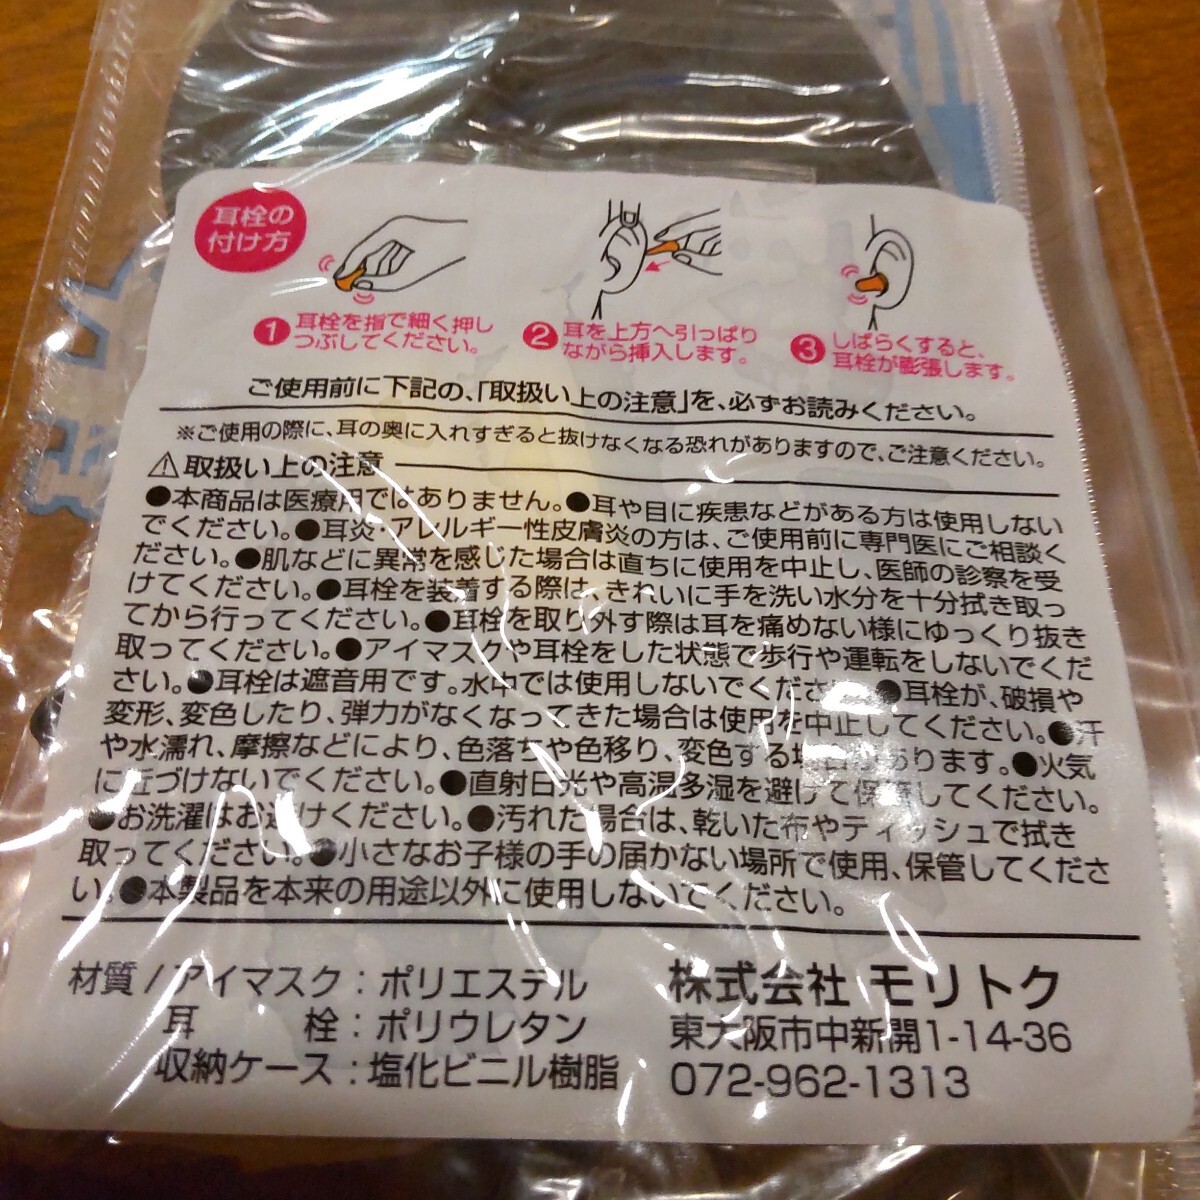 耳栓の
付け方
1 耳栓を指で細く押し
つぶしてください。
2 耳を上方へ引っぱり
ながら挿入します。
3 しばらくすると、
耳栓が膨張します。
ご使用前に下記の、「取扱い上の注意」を、必ずお読みください。
※ご使用の際に、耳の奥に入れすぎると抜けなくなる恐れがありますので、ご注意ください。
⚠取扱い上の注意
●本商品は医療用ではありません。●耳や目に疾患などがある方は使用しない
でください。●耳炎・アレルギー性皮膚炎の方は、ご使用前に専門医にご相談く
ださい。●肌などに異常を感じた場合は直ちに使用を中止し、医師の診察を受
けてください。●耳栓を装着する際は、きれいに手を洗い水分を十分拭き取っ
てから行ってください。●耳栓を取り外す際は耳を痛めない様にゆっくり抜き
取ってください。●アイマスクや耳栓をした状態で歩行や運転をしないでくだ
さい。●耳栓は遮音用です。水中では使用しないでください。●耳栓が、破損や
変形、変色したり、弾力がなくなってきた場合は使用を中止してください。●汗
や水濡れ、摩擦などにより、色落ちや色移り、変色する場合があります。●火気
に近づけないでください。●直射日光や高温多湿を避けて保管してください。
●お洗濯はお避けください。●汚れた場合は、乾いた布やティッシュで拭き
取ってください。●小さなお子様の手の届かない場所で使用、保管してくださ
い。●本製品を本来の用途以外に使用しないでください。
材質/アイマスク：ポリエステル
耳　　栓：ポリウレタン
収納ケース：塩化ビニル樹脂
株式会社 モリトク
東大阪市中新開1-14-36
072-962-1313